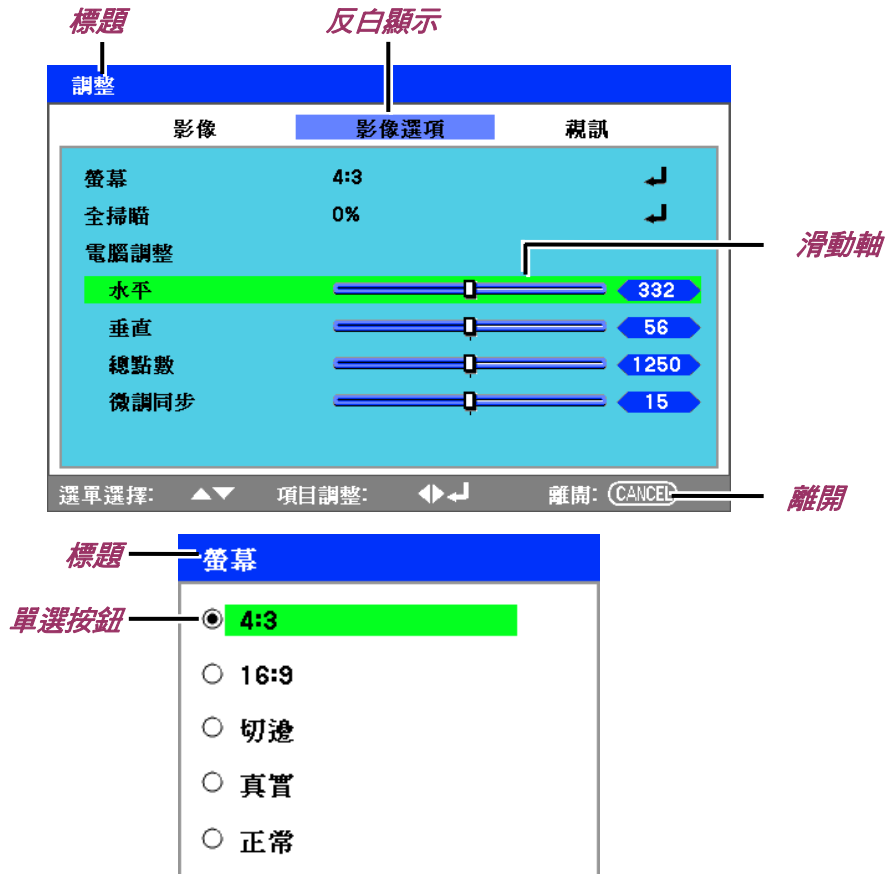 標題
反白顯示
調整
影像 影像選項 視訊
螢幕 4:3
全掃瞄 0%
電腦調整
滑動軸
水平 332
垂直 56
總點數 1250
微調同步 15
選單選擇: 項目調整: 離開: CANCEL
離開
標題
螢幕
單選按鈕
4:3
16:9
切邊
真實
正常